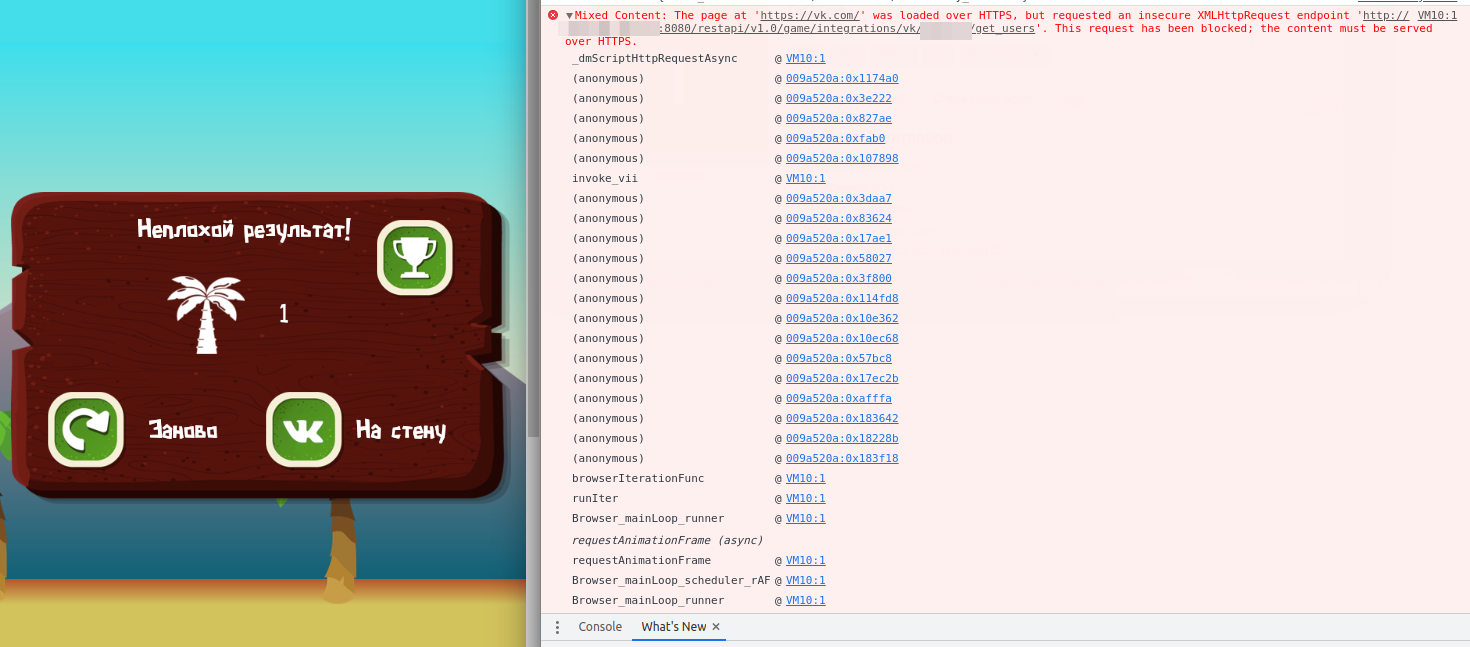 Неплохой результат!
1
Заново
На стену
Mixed Content: The page at 'https://vk.com/' was loaded over HTTPS, but requested an insecure XMLHttpRequest endpoint 'http:// VM10:1
:8080/restapi/v1.0/game/integrations/vk/ /get_users'. This request has been blocked; the content must be served
over HTTPS.
_dmScriptHttpRequestAsync @ VM10:1
(anonymous) @ 009a520a:0x1174a0
(anonymous) @ 009a520a:0x3e222
(anonymous) @ 009a520a:0x827ae
(anonymous) @ 009a520a:0xfab0
(anonymous) @ 009a520a:0x107898
invoke_vii @ VM10:1
(anonymous) @ 009a520a:0x3daa7
(anonymous) @ 009a520a:0x83624
(anonymous) @ 009a520a:0x17ae1
(anonymous) @ 009a520a:0x58027
(anonymous) @ 009a520a:0x3f800
(anonymous) @ 009a520a:0x114fd8
(anonymous) @ 009a520a:0x10e362
(anonymous) @ 009a520a:0x10ec68
(anonymous) @ 009a520a:0x57bc8
(anonymous) @ 009a520a:0x17ec2b
(anonymous) @ 009a520a:0xafffa
(anonymous) @ 009a520a:0x183642
(anonymous) @ 009a520a:0x18228b
(anonymous) @ 009a520a:0x183f18
browserIterationFunc @ VM10:1
runIter @ VM10:1
Browser_mainLoop_runner @ VM10:1
requestAnimationFrame (async)
requestAnimationFrame @ VM10:1
Browser_mainLoop_scheduler_rAF @ VM10:1
Browser_mainLoop_runner @ VM10:1
Console What's New ×